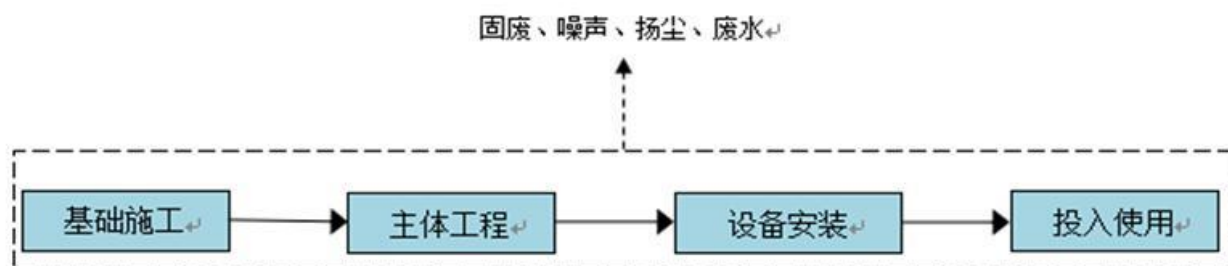 固废、噪声、扬尘、废水
基础施工
主体工程
设备安装
投入使用